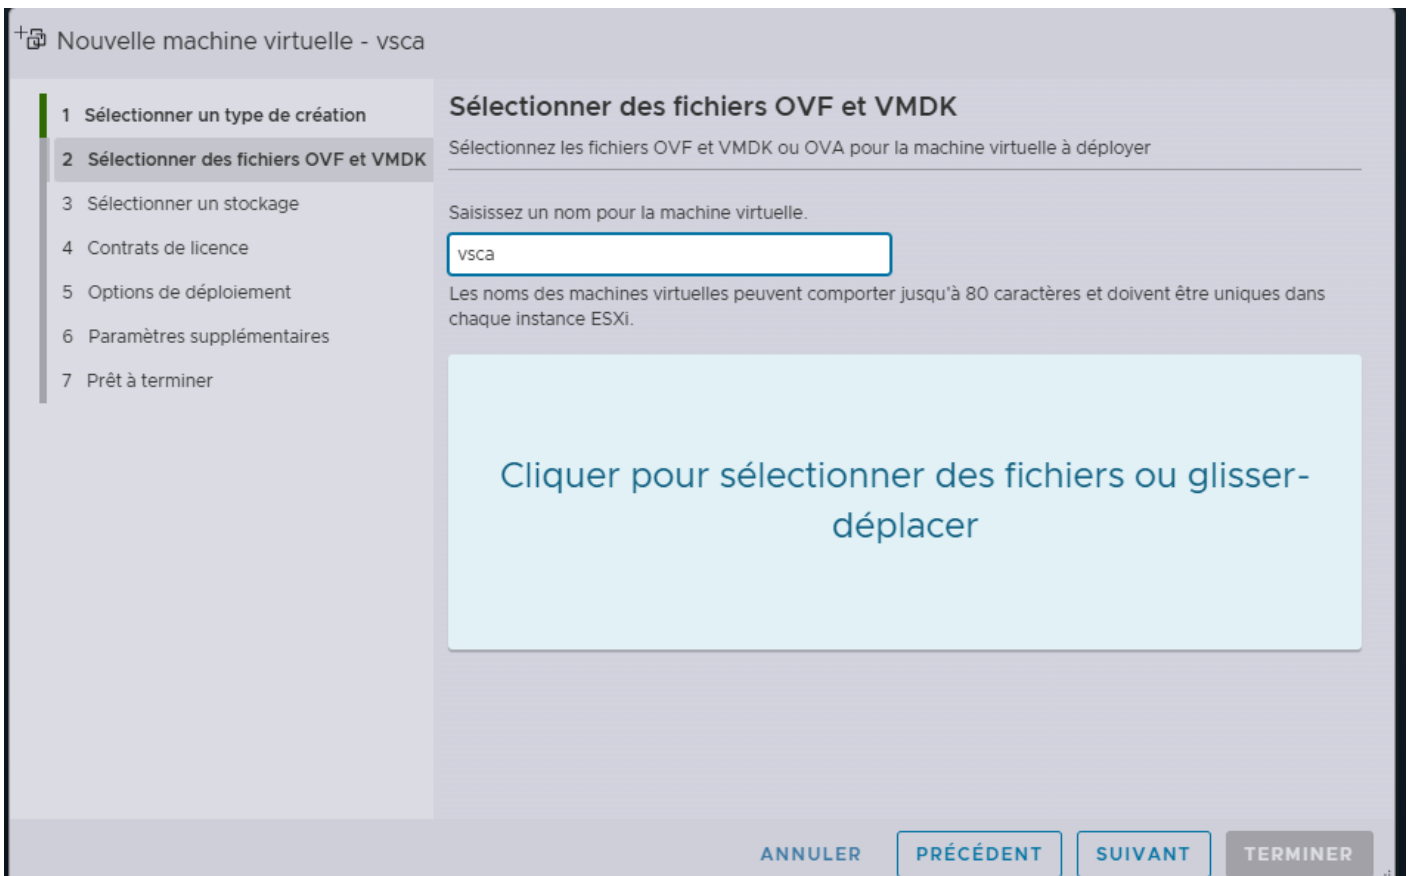 Nouvelle machine virtuelle - vsca
1 Sélectionner un type de création
2 Sélectionner des fichiers OVF et VMDK
3 Sélectionner un stockage
4 Contrats de licence
5 Options de déploiement
6 Paramètres supplémentaires
7 Prêt à terminer
Sélectionner des fichiers OVF et VMDK
Sélectionnez les fichiers OVF et VMDK ou OVA pour la machine virtuelle à déployer
Saisissez un nom pour la machine virtuelle.
vsca
Les noms des machines virtuelles peuvent comporter jusqu'à 80 caractères et doivent être uniques dans
chaque instance ESXi.
Cliquer pour sélectionner des fichiers ou glisser-
déplacer
ANNULER PRÉCÉDENT SUIVANT TERMINER